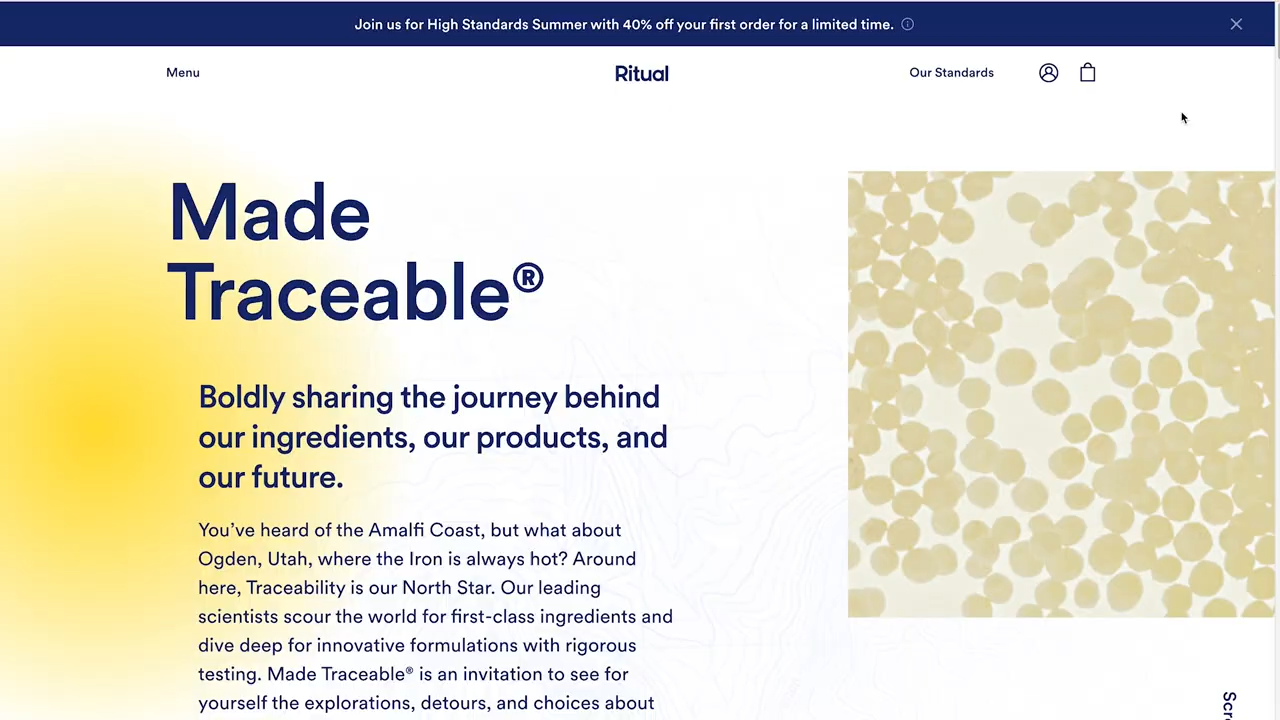 Join us for High Standards Summer with 40% off your first order for a limited time.
Menu
Ritual
Our Standards
Made
Traceable®
Boldly sharing the journey behind
our ingredients, our products, and
our future.
You’ve heard of the Amalfi Coast, but what about
Ogden, Utah, where the Iron is always hot? Around
here, Traceability is our North Star. Our leading
scientists scour the world for first-class ingredients and
dive deep for innovative formulations with rigorous
testing. Made Traceable® is an invitation to see for
yourself the explorations, detours, and choices about